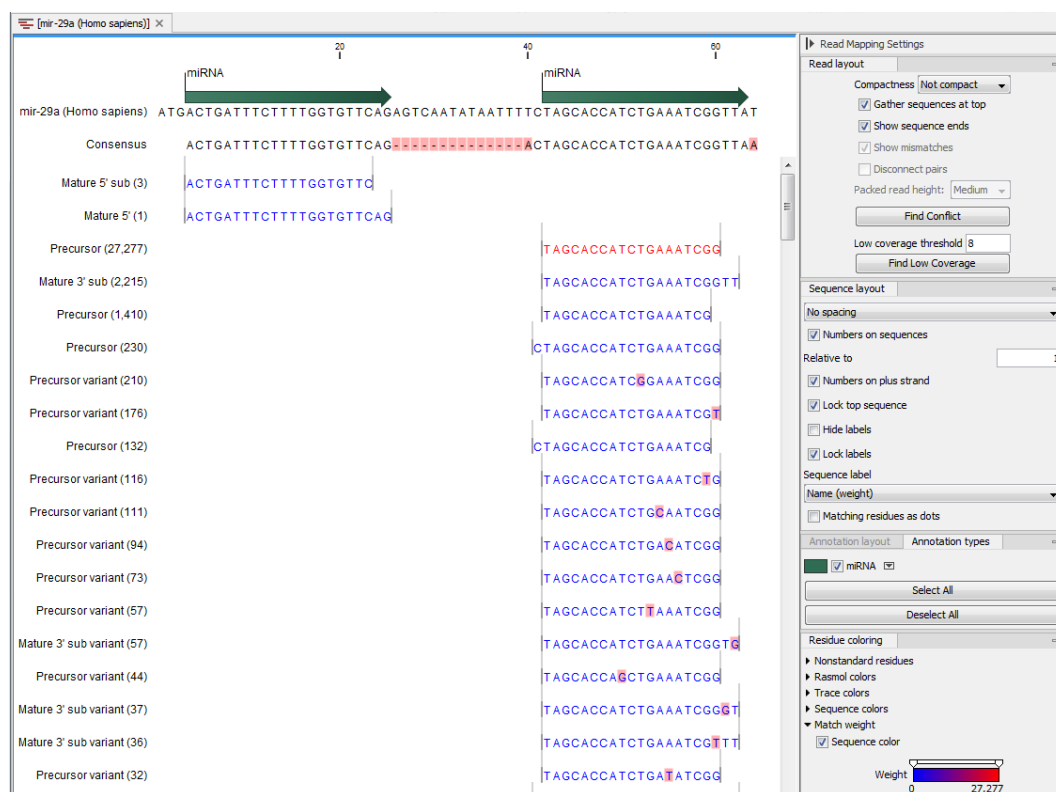 [mir-29a (Homo sapiens)]
20
40
60
miRNA
miRNA
mir-29a (Homo sapiens) ATGACTGATTTCTTTTGGTGTTCAGAGTCAATATAATTTTCTAGCACCATCTGAAATCGGTTAT
Consensus ACTGATTTCTTTTGGTGTTCAG---------------ACTAGCACCATCTGAAATCGGTTAA
Mature 5' sub (3) ACTGATTTCTTTTGGTGTTC
Mature 5' (1) ACTGATTTCTTTTGGTGTTCAG
Precursor (27,277) TAGCACCATCTGAAATCGG
Mature 3' sub (2,215) TAGCACCATCTGAAATCGGTT
Precursor (1,410) TAGCACCATCTGAAATCG
Precursor (230) CTAGCACCATCTGAAATCGG
Precursor variant (210) TAGCACCATCGGAAATCGG
Precursor variant (176) TAGCACCATCTGAAATCGT
Precursor (132) CTAGCACCATCTGAAATCG
Precursor variant (116) TAGCACCATCTGAAATCTG
Precursor variant (111) TAGCACCATCTGCAATCGG
Precursor variant (94) TAGCACCATCTGACATCGG
Precursor variant (73) TAGCACCATCTGAACTCGG
Precursor variant (57) TAGCACCATCTTAAATCGG
Mature 3' sub variant (57) TAGCACCATCTGAAATCGGTG
Precursor variant (44) TAGCACCAGCTGAAATCGG
Mature 3' sub variant (37) TAGCACCATCTGAAATCGGGT
Mature 3' sub variant (36) TAGCACCATCTGAAATCGTTT
Precursor variant (32) TAGCACCATCTGATATCGG
Read Mapping Settings
Read layout
Compactness Not compact
Gather sequences at top
Show sequence ends
Show mismatches
Disconnect pairs
Packed read height: Medium
Find Conflict
Low coverage threshold 8
Find Low Coverage
Sequence layout
No spacing
Numbers on sequences
Relative to 1
Numbers on plus strand
Lock top sequence
Hide labels
Lock labels
Sequence label
Name (weight)
Matching residues as dots
Annotation layout Annotation types
miRNA
Select All
Deselect All
Residue coloring
Nonstandard residues
Rasmol colors
Trace colors
Sequence colors
Match weight
Sequence color
Weight
0 27.277